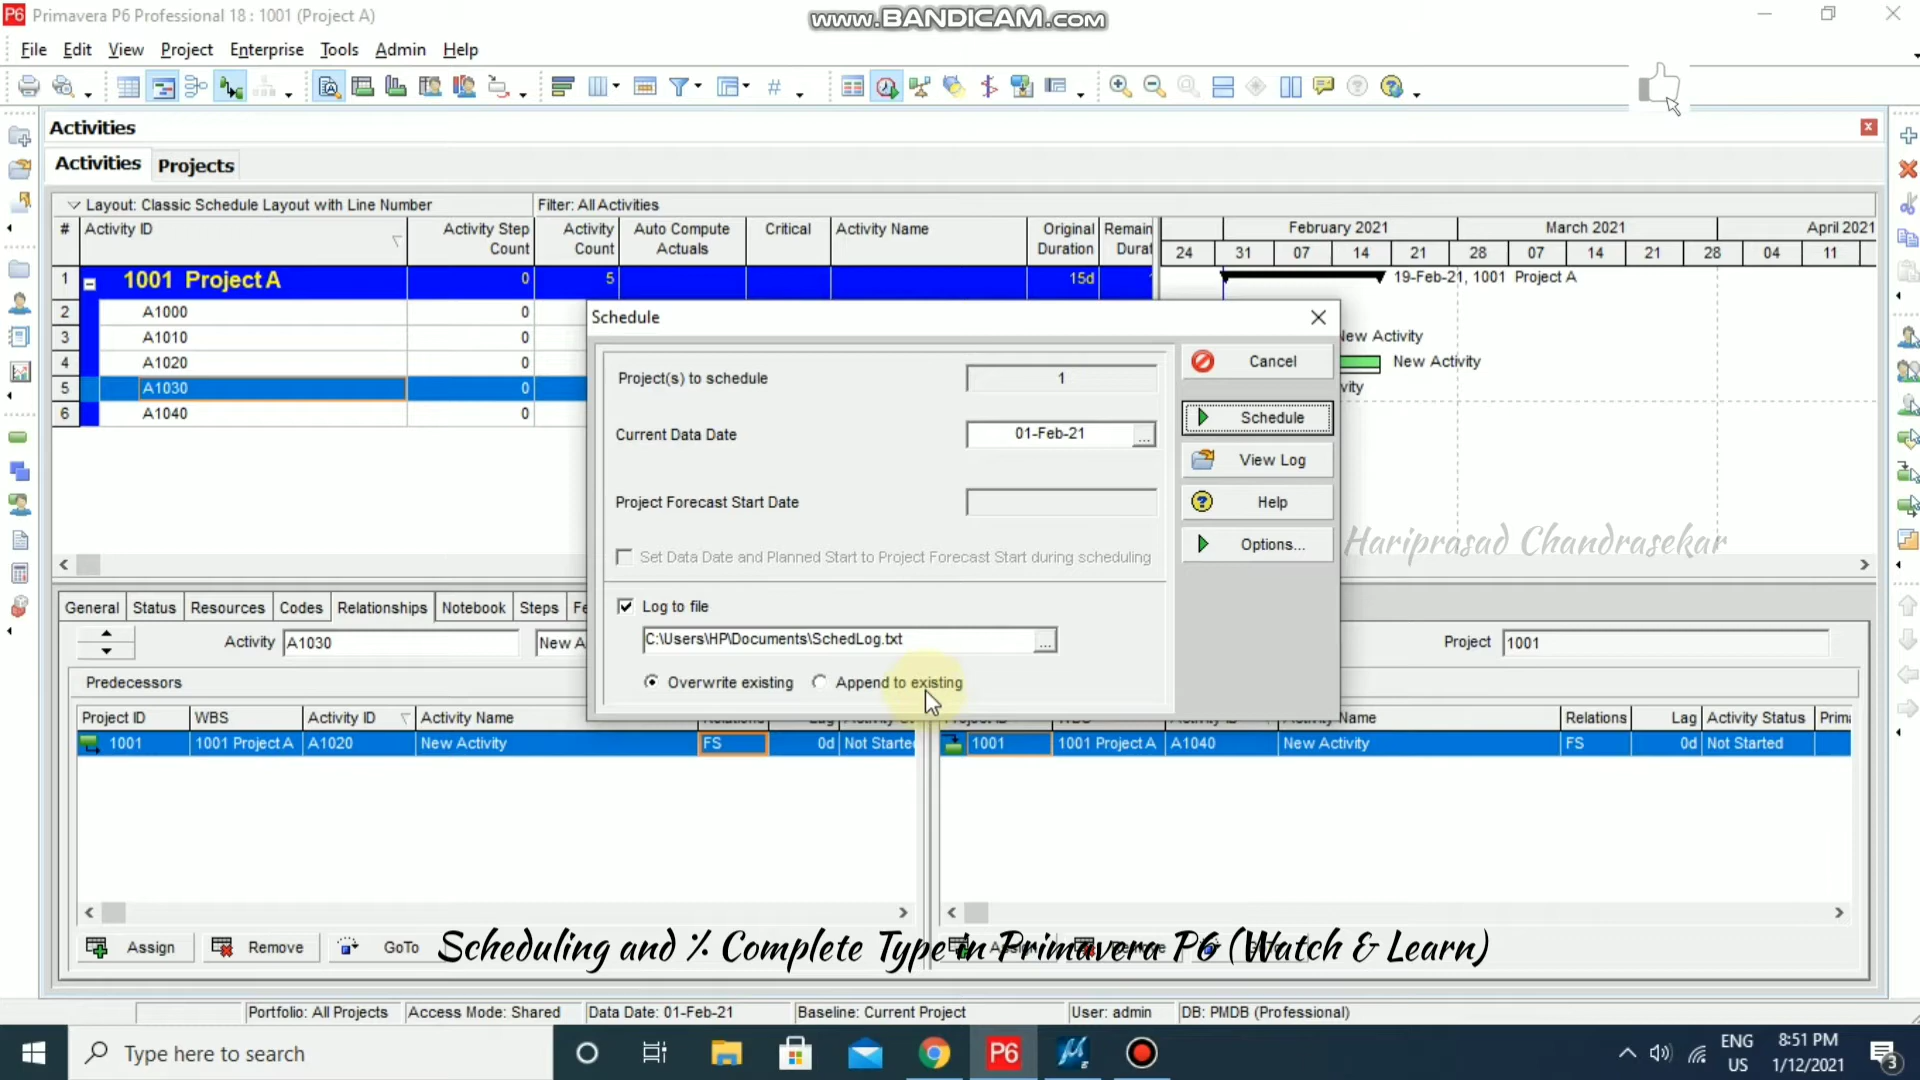 Primavera P6 Professional 18 : 1001 (Project A)
www.BANDICAM.com
File Edit View Project Enterprise Tools Admin Help
Activities
Activities Projects
Layout: Classic Schedule Layout with Line Number Filter: All Activities
# Activity ID Activity Step Count Activity Count Auto Compute Actuals Critical Activity Name Original Duration Remain Durat
February 2021 March 2021 April 2021
24 31 07 14 21 28 07 14 21 28 04 11
1 1001 Project A 0 5 15d
19-Feb-21, 1001 Project A
2 A1000 0
3 A1010 0
New Activity
4 A1020 0
New Activity
5 A1030 0
vity
6 A1040 0
Schedule
Project(s) to schedule 1
Current Data Date 01-Feb-21 ...
Project Forecast Start Date
Set Data Date and Planned Start to Project Forecast Start during scheduling
Log to file
C:\Users\HP\Documents\SchedLog.txt ...
Overwrite existing Append to existing
Cancel
Schedule
View Log
Help
Options...
Hariprasad Chandrasekar
General Status Resources Codes Relationships Notebook Steps Fe
Activity A1030 New A Project 1001
Predecessors
Project ID WBS Activity ID Activity Name
1001 1001 Project A A1020 New Activity FS 0d Not Starte
Name Relations Lag Activity Status Prim
1001 1001 Project A A1040 New Activity FS 0d Not Started
Assign Remove GoTo
Scheduling and % Complete Type in Primavera P6 (Watch & Learn)
Portfolio: All Projects Access Mode: Shared Data Date: 01-Feb-21 Baseline: Current Project User: admin DB: PMDB (Professional)
Type here to search
P6
ENG
US
8:51 PM
1/12/2021
3